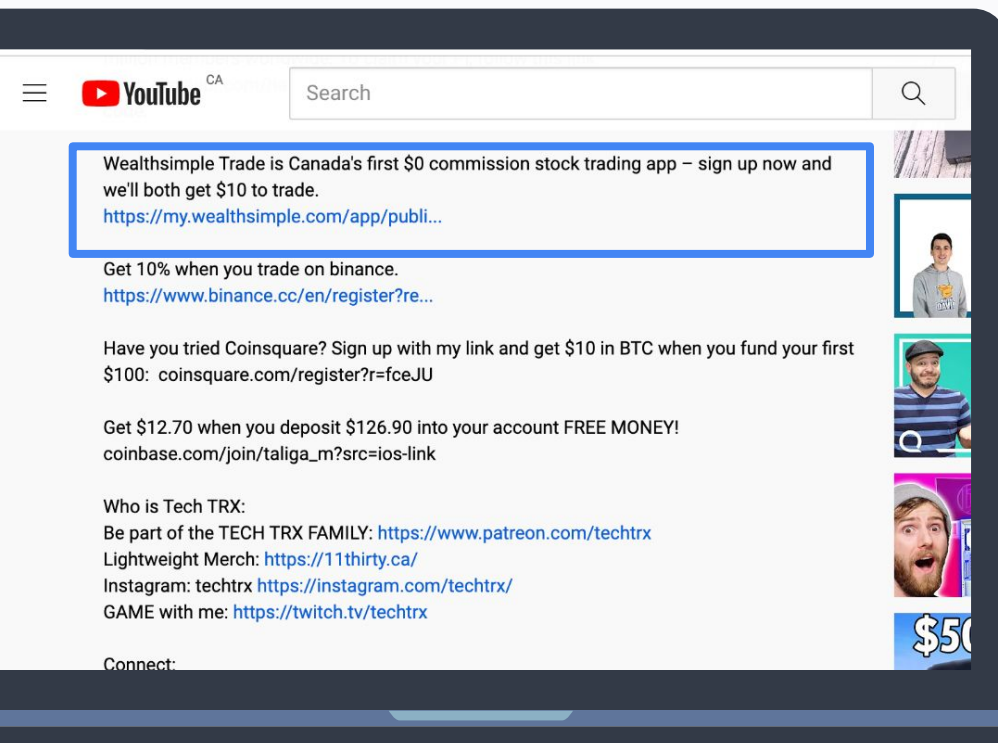 YouTube CA
Search
Wealthsimple Trade is Canada's first $0 commission stock trading app – sign up now and
we'll both get $10 to trade.
https://my.wealthsimple.com/app/publi...
Get 10% when you trade on binance.
https://www.binance.cc/en/register?re...
Have you tried Coinsquare? Sign up with my link and get $10 in BTC when you fund your first
$100:  coinsquare.com/register?r=fceJU
Get $12.70 when you deposit $126.90 into your account FREE MONEY!
coinbase.com/join/taliga_m?src=ios-link
Who is Tech TRX:
Be part of the TECH TRX FAMILY: https://www.patreon.com/techtrx
Lightweight Merch: https://11thirty.ca/
Instagram: techtrx https://instagram.com/techtrx/
GAME with me: https://twitch.tv/techtrx
$50
Connect: